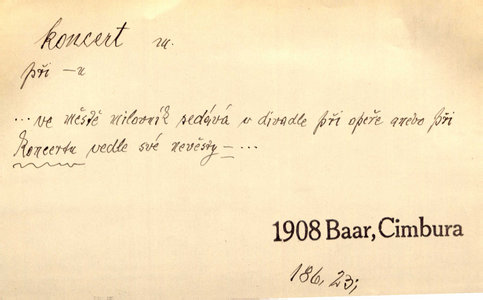 koncert m.
při –u
... ve městě milovník sedává v divadle při opeře anebo při
koncertu vedle své nevěsty – ...
1908 Baar, Cimbura
186, 23;